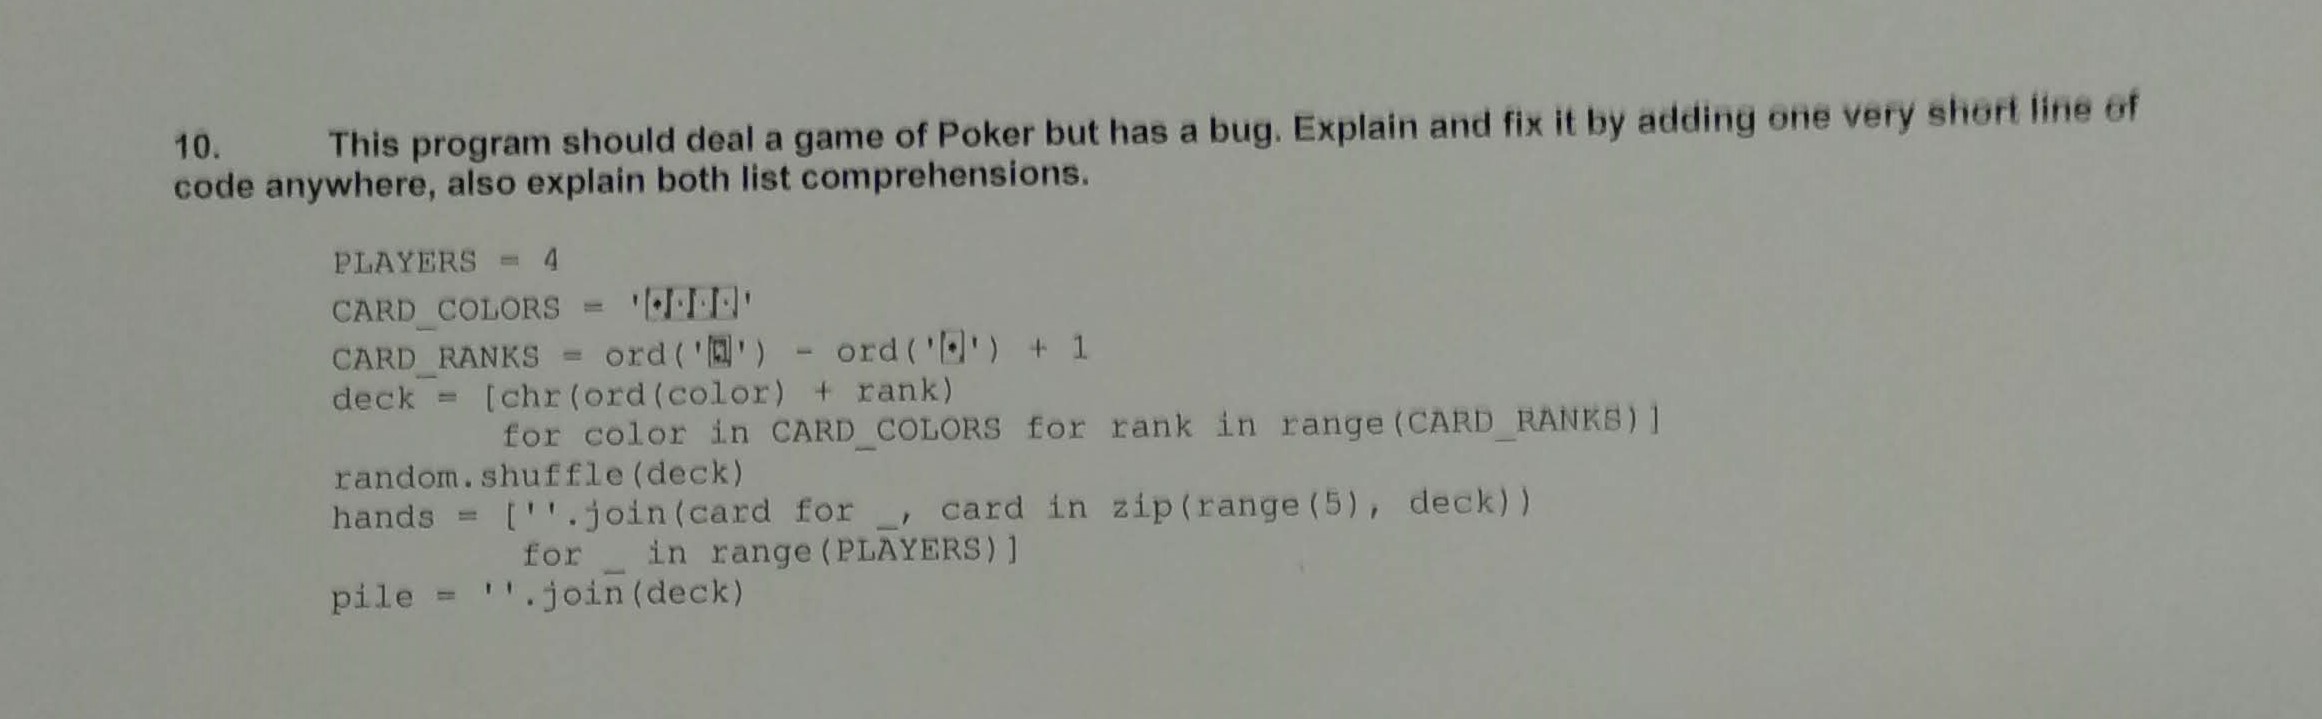 10. This program should deal a game of Poker but has a bug. Explain and fix it by adding one very short line of
code anywhere, also explain both list comprehensions.
PLAYERS = 4
CARD_COLORS = ''
CARD_RANKS = ord('') - ord('') + 1
deck = [chr(ord(color) + rank)
for color in CARD_COLORS for rank in range(CARD_RANKS)]
random.shuffle(deck)
hands = [''.join(card for _, card in zip(range(5), deck))
for _ in range(PLAYERS)]
pile = ''.join(deck)